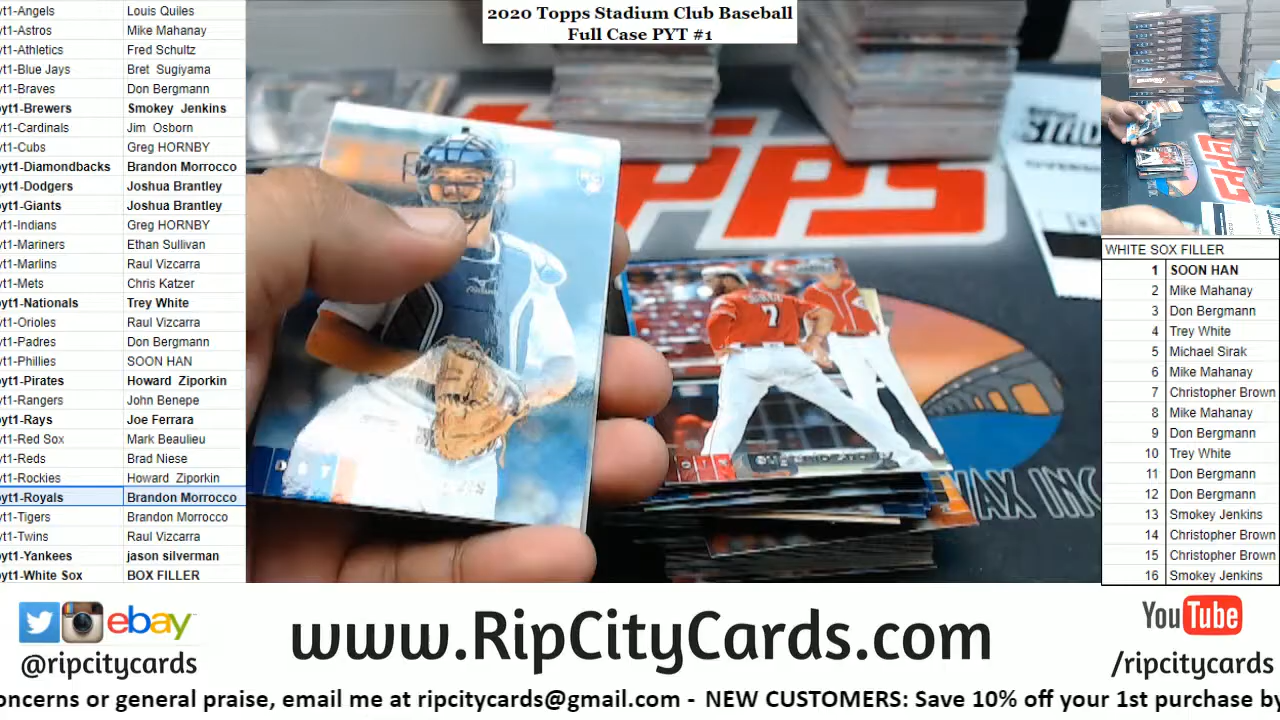 yt1-Angels Louis Quiles
yt1-Astros Mike Mahanay
yt1-Athletics Fred Schultz
yt1-Blue Jays Bret Sugiyama
yt1-Braves Don Bergmann
yt1-Brewers Smokey Jenkins
yt1-Cardinals Jim Osborn
yt1-Cubs Greg HORNBY
yt1-Diamondbacks Brandon Morrocco
yt1-Dodgers Joshua Brantley
yt1-Giants Joshua Brantley
yt1-Indians Greg HORNBY
yt1-Mariners Ethan Sullivan
yt1-Marlins Raul Vizcarra
yt1-Mets Chris Katzer
yt1-Nationals Trey White
yt1-Orioles Raul Vizcarra
yt1-Padres Don Bergmann
yt1-Phillies SOON HAN
yt1-Pirates Howard Ziporkin
yt1-Rangers John Benepe
yt1-Rays Joe Ferrara
yt1-Red Sox Mark Beaulieu
yt1-Reds Brad Niese
yt1-Rockies Howard Ziporkin
yt1-Royals Brandon Morrocco
yt1-Tigers Brandon Morrocco
yt1-Twins Raul Vizcarra
yt1-Yankees jason silverman
yt1-White Sox BOX FILLER
2020 Topps Stadium Club Baseball
Full Case PYT #1
7
WHITE SOX FILLER
1 SOON HAN
2 Mike Mahanay
3 Don Bergmann
4 Trey White
5 Michael Sirak
6 Mike Mahanay
7 Christopher Brown
8 Mike Mahanay
9 Don Bergmann
10 Trey White
11 Don Bergmann
12 Don Bergmann
13 Smokey Jenkins
14 Christopher Brown
15 Christopher Brown
16 Smokey Jenkins
ebay
@ripcitycards
www.RipCityCards.com
YouTube
/ripcitycards
oncerns or general praise, email me at ripcitycards@gmail.com - NEW CUSTOMERS: Save 10% off your 1st purchase by